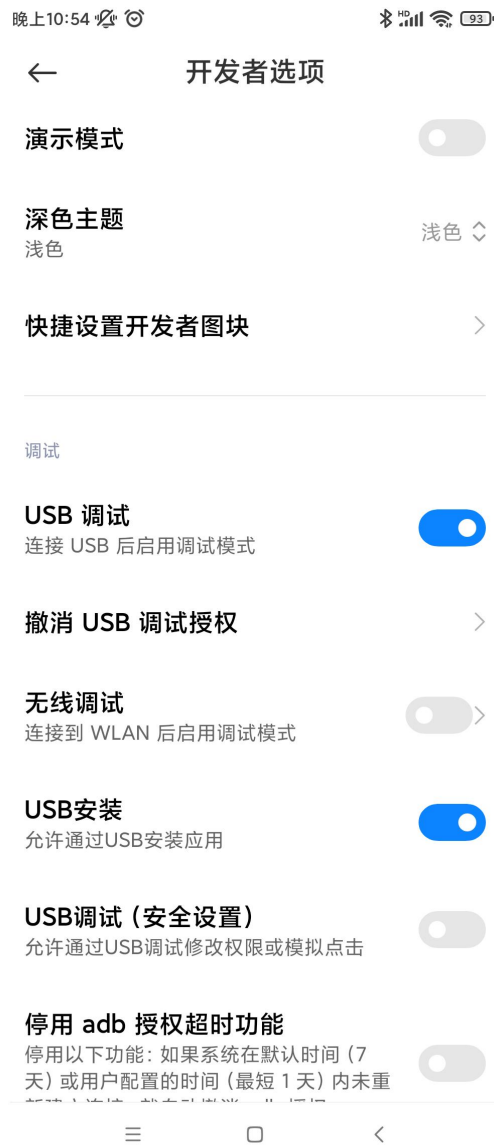 晚上10:54
HD
93
开发者选项
演示模式
深色主题
浅色
浅色
快捷设置开发者图块
调试
USB 调试
连接 USB 后启用调试模式
撤消 USB 调试授权
无线调试
连接到 WLAN 后启用调试模式
USB安装
允许通过USB安装应用
USB调试（安全设置）
允许通过USB调试修改权限或模拟点击
停用 adb 授权超时功能
停用以下功能：如果系统在默认时间（7
天）或用户配置的时间（最短 1 天）内未重